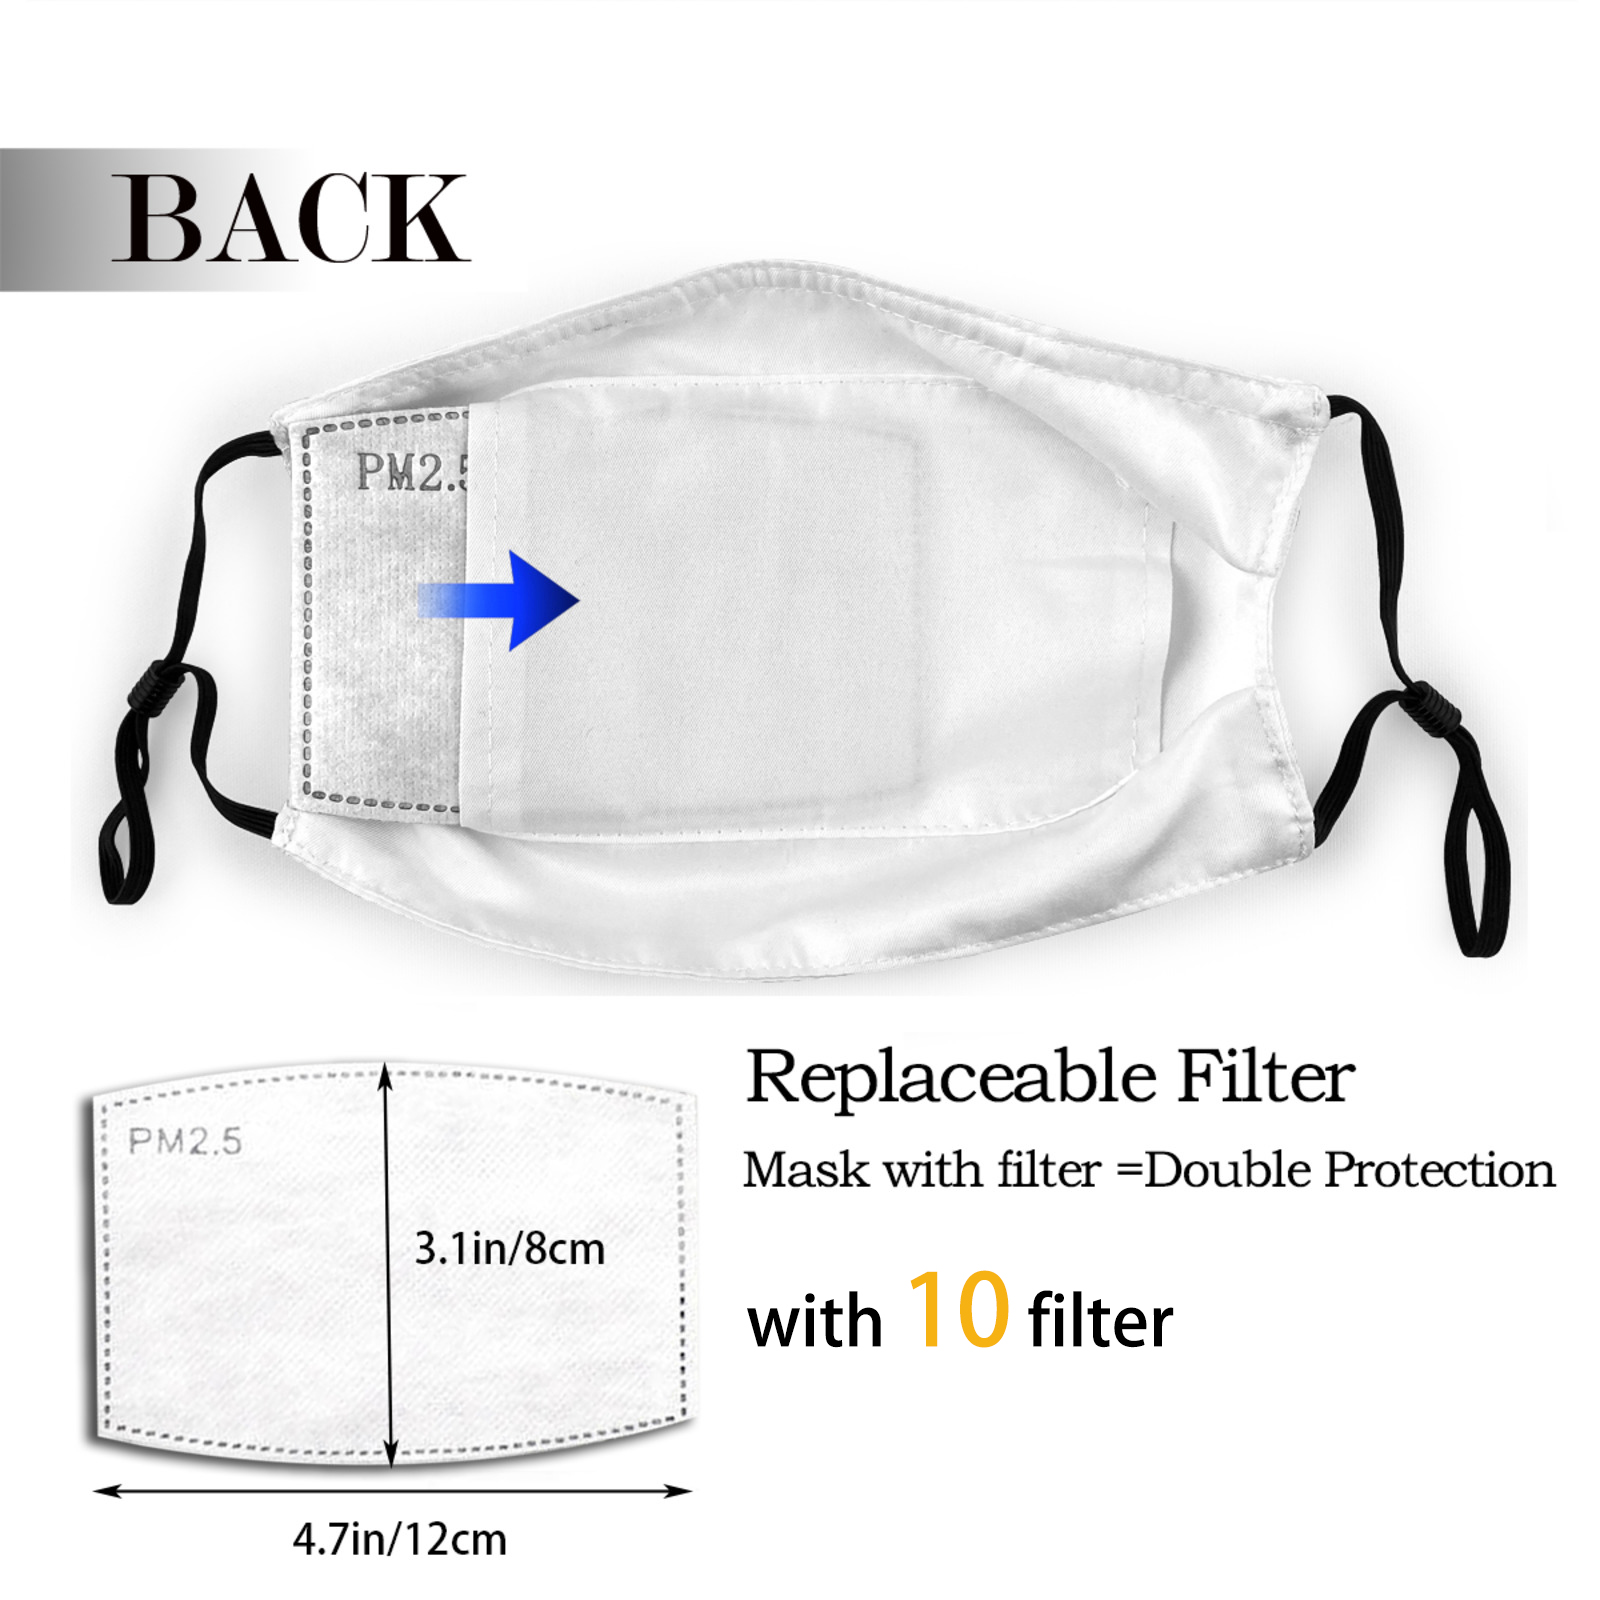 BACK
PM2.5
PM2.5
3.1in/8cm
4.7in/12cm
Replaceable Filter
Mask with filter =Double Protection
with 10 filter